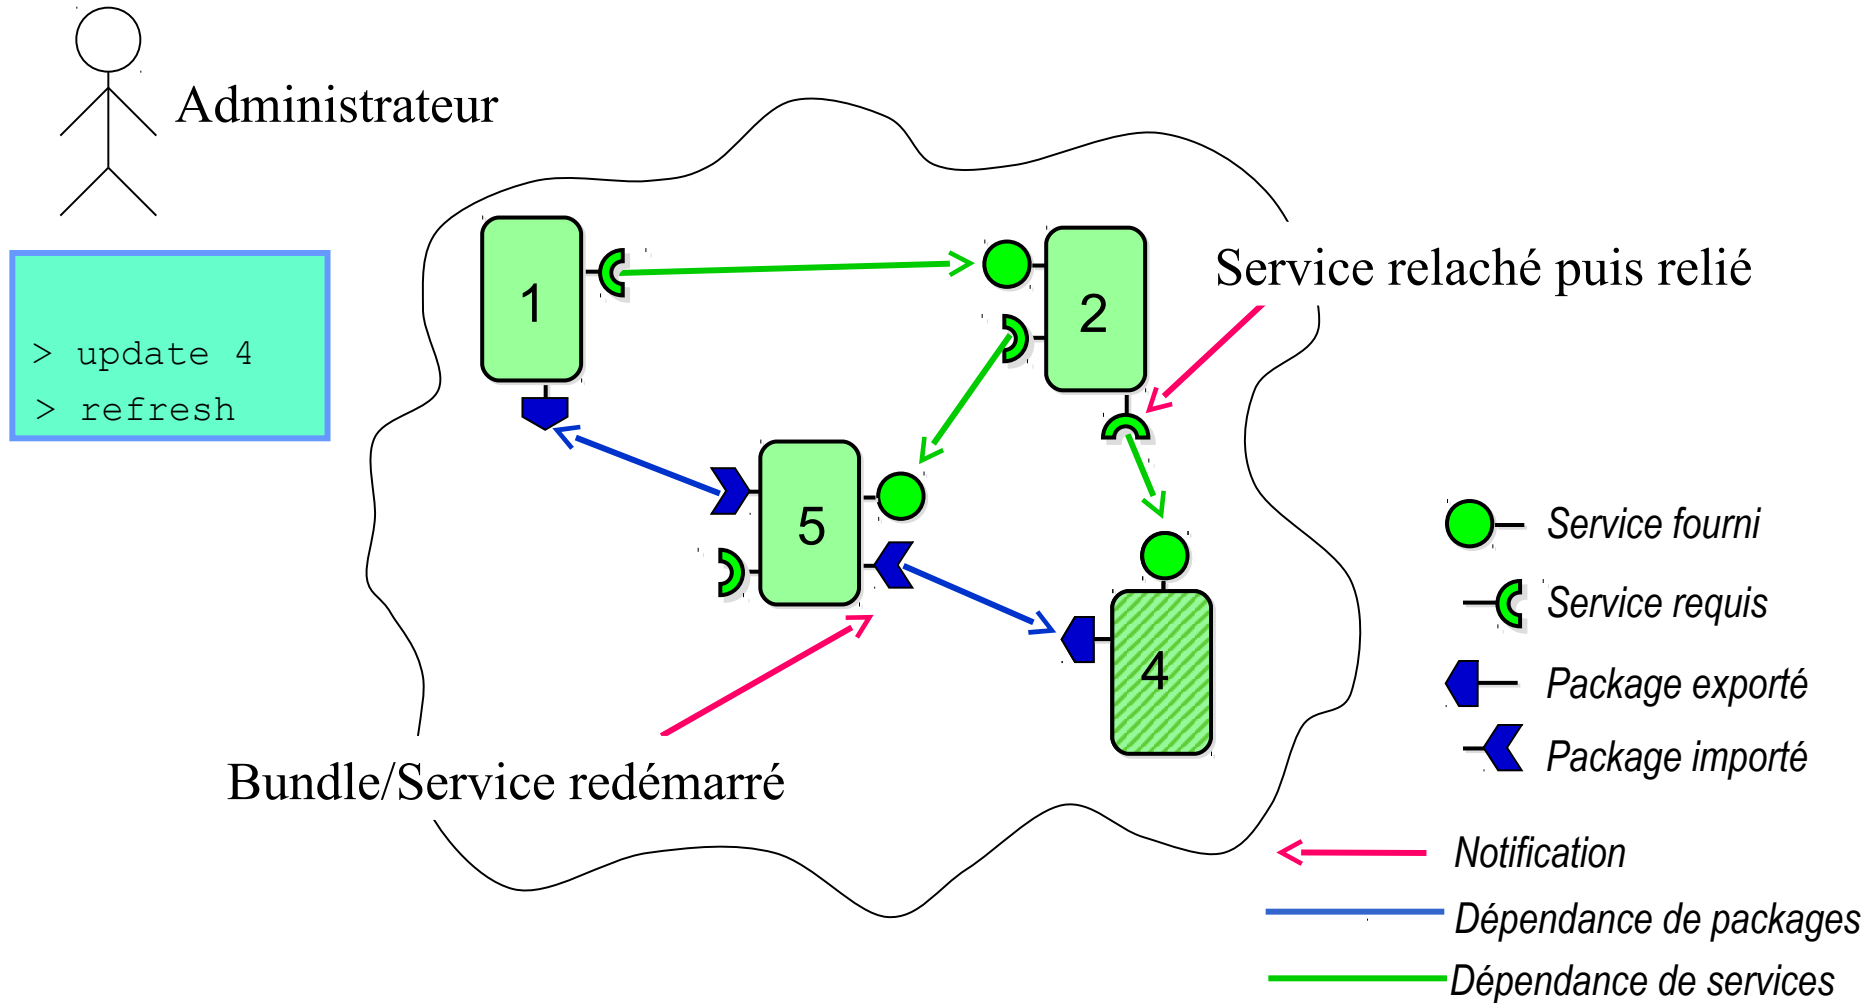 Administrateur
> update 4
> refresh
1
2
Service relaché puis relié
5
4
Bundle/Service redémarré
Service fourni
Service requis
Package exporté
Package importé
Notification
Dépendance de packages
Dépendance de services